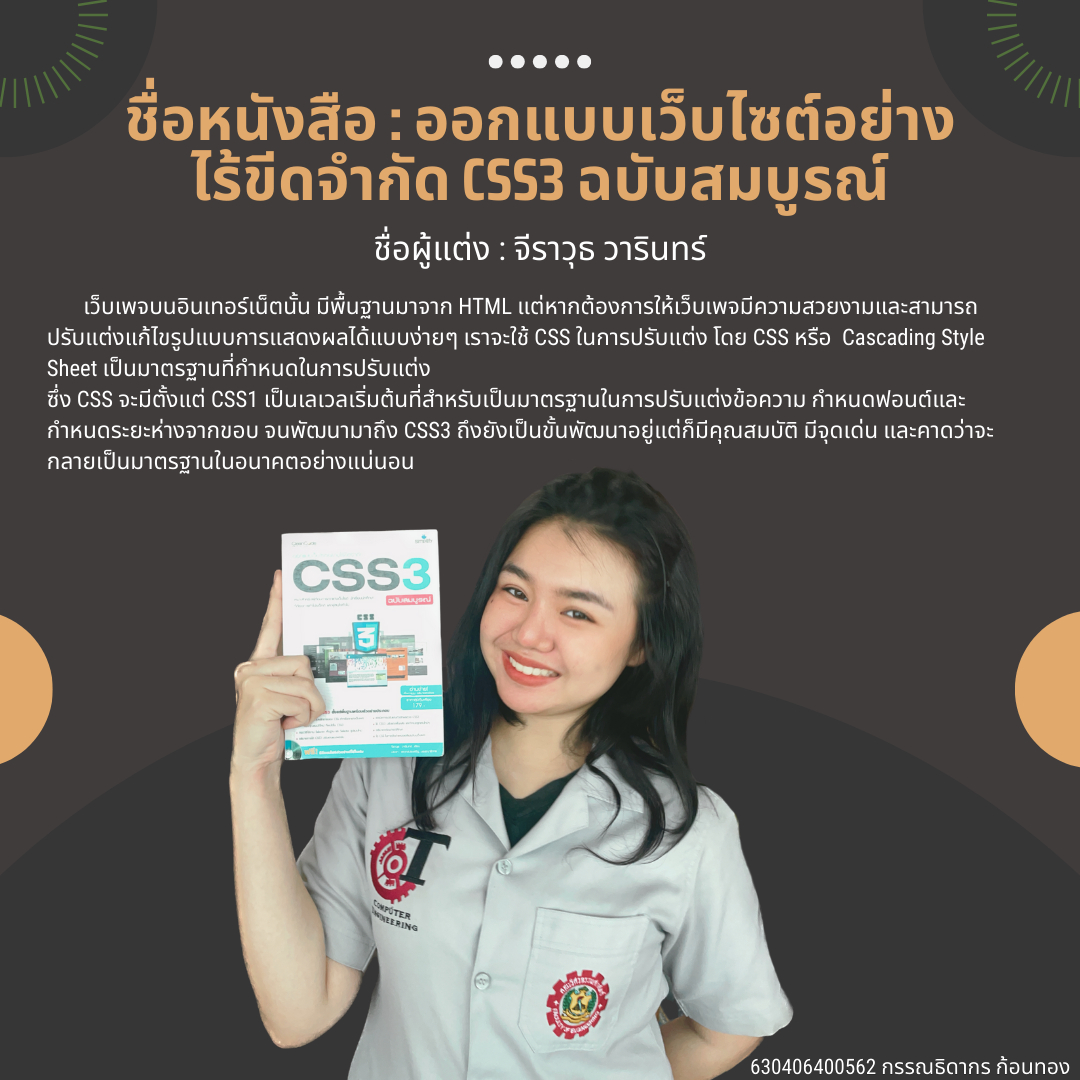 ชื่อหนังสือ : ออกแบบเว็บไซต์อย่าง
ไร้ขีดจำกัด CSS3 ฉบับสมบูรณ์
ชื่อผู้แต่ง : จีราวุธ วารินทร์
เว็บเพจบนอินเทอร์เน็ตนั้น มีพื้นฐานมาจาก HTML แต่หากต้องการให้เว็บเพจมีความสวยงามและสามารถ
ปรับแต่งแก้ไขรูปแบบการแสดงผลได้แบบง่ายๆ เราจะใช้ CSS ในการปรับแต่ง โดย CSS หรือ Cascading Style
Sheet เป็นมาตรฐานที่กำหนดในการปรับแต่ง
ซึ่ง CSS จะมีตั้งแต่ CSS1 เป็นเลเวลเริ่มต้นที่สำหรับเป็นมาตรฐานในการปรับแต่งข้อความ กำหนดฟอนต์และ
กำหนดระยะห่างจากขอบ จนพัฒนามาถึง CSS3 ถึงยังเป็นขั้นพัฒนาอยู่แต่ก็มีคุณสมบัติ มีจุดเด่น และคาดว่าจะ
กลายเป็นมาตรฐานในอนาคตอย่างแน่นอน
CSS3
ฉบับสมบูรณ์
CSS
3
179
T
COMPUTER
ENGINEERING
630406400562 กรรณธิดากร ก้อนทอง